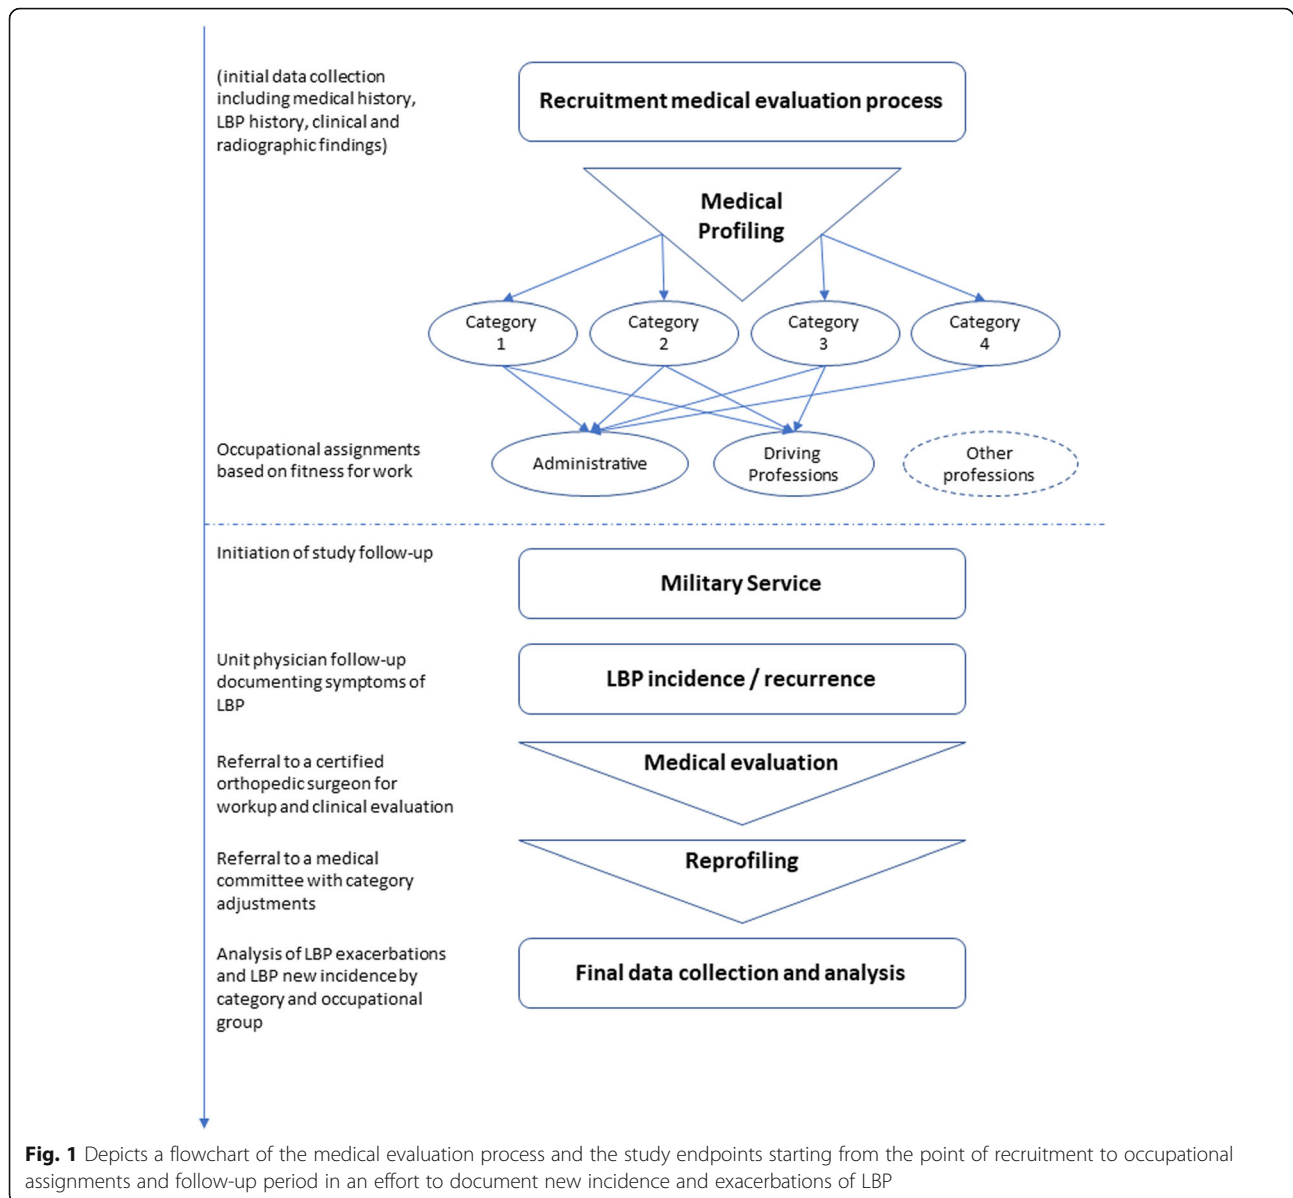 (initial data collection
including medical history,
LBP history, clinical and
radiographic findings)
Recruitment medical evaluation process
Medical
Profiling
Category
1
Category
2
Category
3
Category
4
Occupational assignments
based on fitness for work
Administrative
Driving
Professions
Other
professions
Initiation of study follow-up
Military Service
Unit physician follow-up
documenting symptoms of
LBP
LBP incidence / recurrence
Referral to a certified
orthopedic surgeon for
workup and clinical evaluation
Medical evaluation
Referral to a medical
committee with category
adjustments
Reprofiling
Analysis of LBP exacerbations
and LBP new incidence by
category and occupational
group
Final data collection and analysis
Fig. 1 Depicts a flowchart of the medical evaluation process and the study endpoints starting from the point of recruitment to occupational
assignments and follow-up period in an effort to document new incidence and exacerbations of LBP